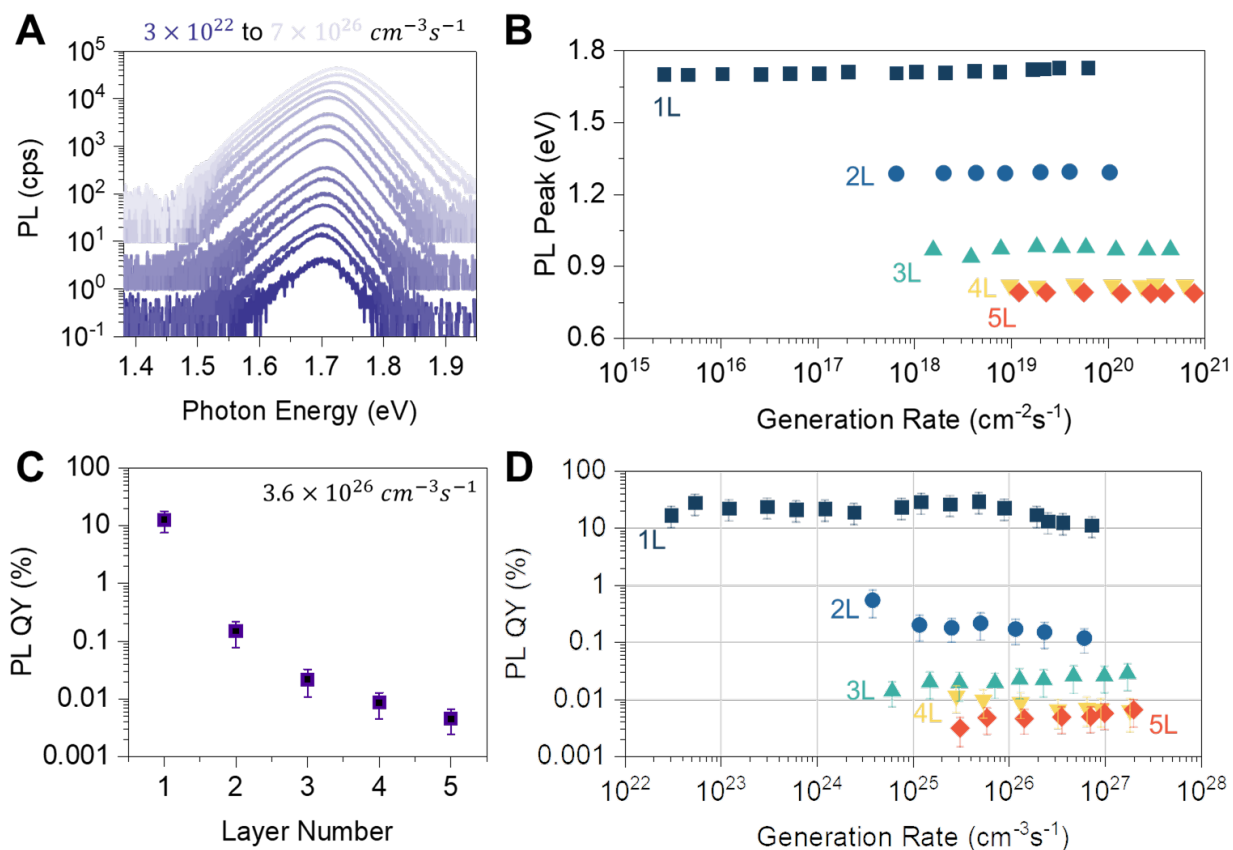 A
3 × 10²² to 7 × 10²⁶ cm⁻³s⁻¹
10⁵
10⁴
10³
10²
10¹
10⁰
10⁻¹
PL (cps)
1.4 1.5 1.6 1.7 1.8 1.9
Photon Energy (eV)
B
1.8
1.5
1.2
0.9
0.6
PL Peak (eV)
1L
2L
3L
4L
5L
10¹⁵ 10¹⁶ 10¹⁷ 10¹⁸ 10¹⁹ 10²⁰ 10²¹
Generation Rate (cm⁻²s⁻¹)
C
3.6 × 10²⁶ cm⁻³s⁻¹
100
10
1
0.1
0.01
0.001
PL QY (%)
1 2 3 4 5
Layer Number
D
100
10
1
0.1
0.01
0.001
PL QY (%)
1L
2L
3L
4L
5L
10²² 10²³ 10²⁴ 10²⁵ 10²⁶ 10²⁷ 10²⁸
Generation Rate (cm⁻³s⁻¹)